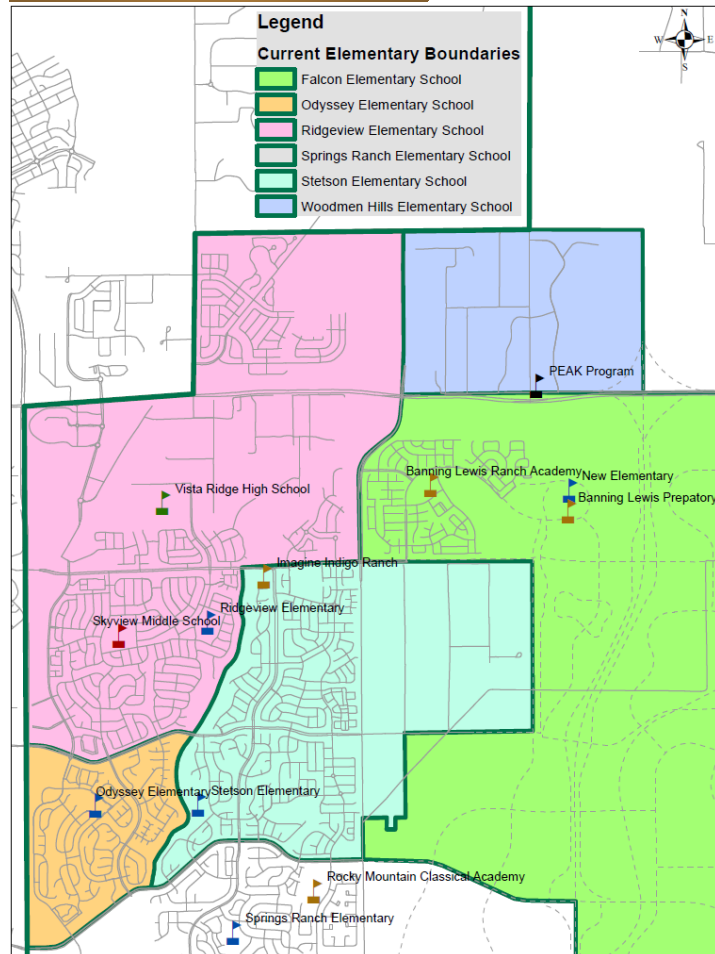 Legend
Current Elementary Boundaries
Falcon Elementary School
Odyssey Elementary School
Ridgeview Elementary School
Springs Ranch Elementary School
Stetson Elementary School
Woodmen Hills Elementary School
N
W E
S
PEAK Program
Banning Lewis Ranch Academy
New Elementary
Vista Ridge High School
Banning Lewis Prepatory
Imagine Indigo Ranch
Ridgeview Elementary
Skyview Middle School
Odyssey Elementary
Stetson Elementary
Rocky Mountain Classical Academy
Springs Ranch Elementary